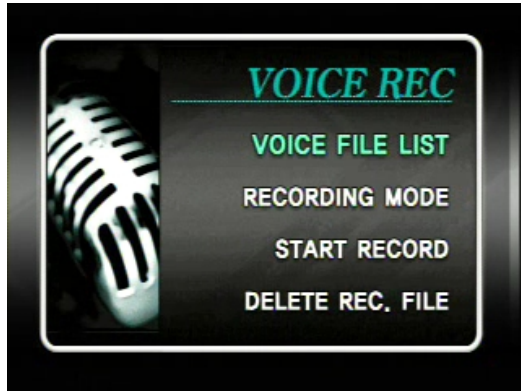 VOICE REC
VOICE FILE LIST
RECORDING MODE
START RECORD
DELETE REC. FILE